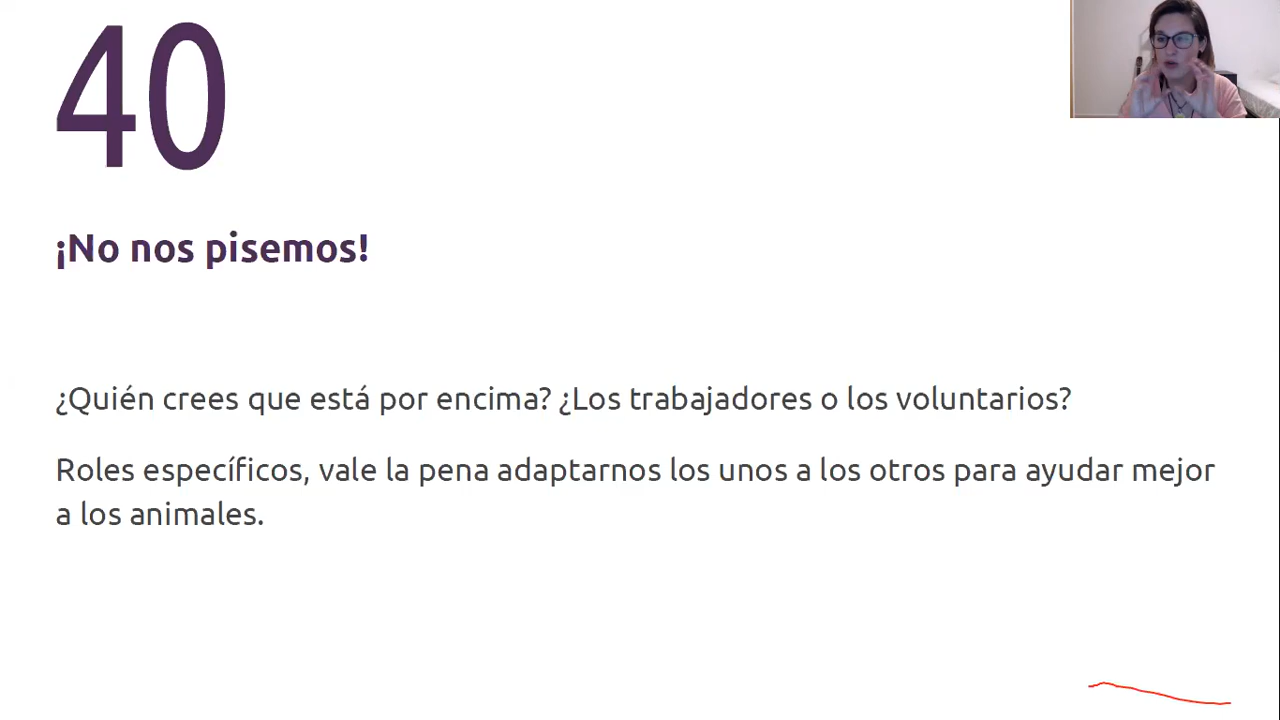 40
¡No nos pisemos!
¿Quién crees que está por encima? ¿Los trabajadores o los voluntarios?
Roles específicos, vale la pena adaptarnos los unos a los otros para ayudar mejor
a los animales.